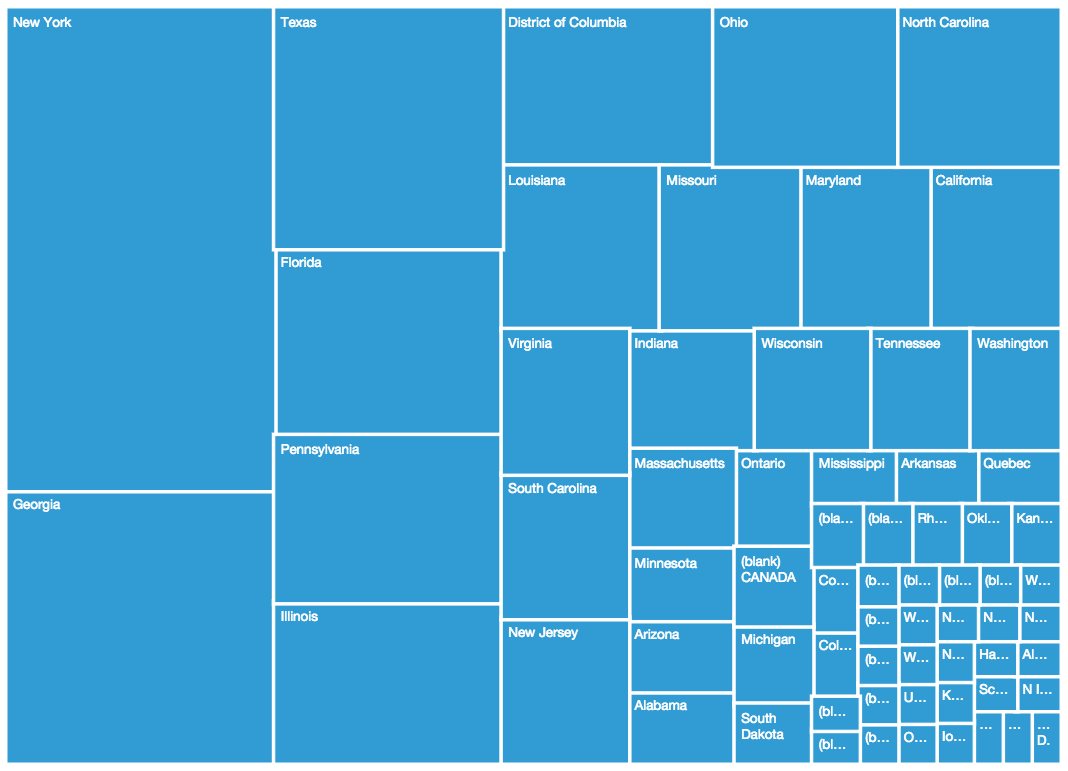 New York
Texas
District of Columbia
Ohio
North Carolina
Louisiana
Missouri
Maryland
California
Florida
Virginia
Indiana
Wisconsin
Tennessee
Washington
Pennsylvania
Massachusetts
Ontario
Mississippi
Arkansas
Quebec
Georgia
South Carolina
(bla...
(bla...
Rh...
Okl...
Kan...
Minnesota
(blank)
CANADA
Co...
(b...
(bl...
(bl...
(bl...
W...
Illinois
New Jersey
Arizona
Michigan
Col...
(b...
W...
N...
N...
N...
(b...
W...
N...
Ha...
Al...
Alabama
South
Dakota
(bl...
(b...
U...
K...
Sc...
N I...
(bl...
(b...
O...
Io...
...
...
...
D.